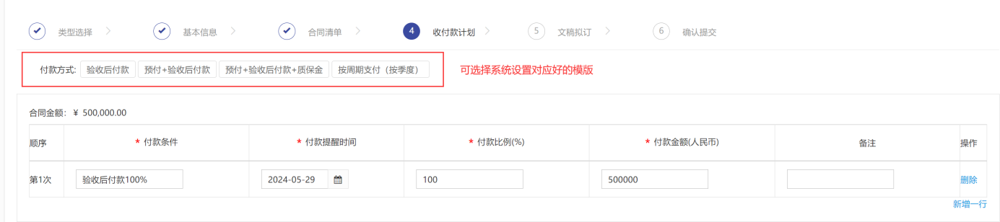 类型选择 基本信息 合同清单 4 收付款计划 5 文稿拟订 6 确认提交
付款方式: 验收后付款 预付+验收后付款 预付+验收后付款+质保金 按周期支付（按季度） 可选择系统设置对应好的模版
合同金额: ¥ 500,000.00
顺序 * 付款条件 * 付款提醒时间 * 付款比例(%) * 付款金额(人民币) 备注 操作
第1次 验收后付款100% 2024-05-29 100 500000 删除
新增一行